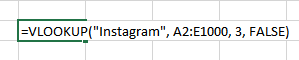 =VLOOKUP("Instagram", A2:E1000, 3, FALSE)